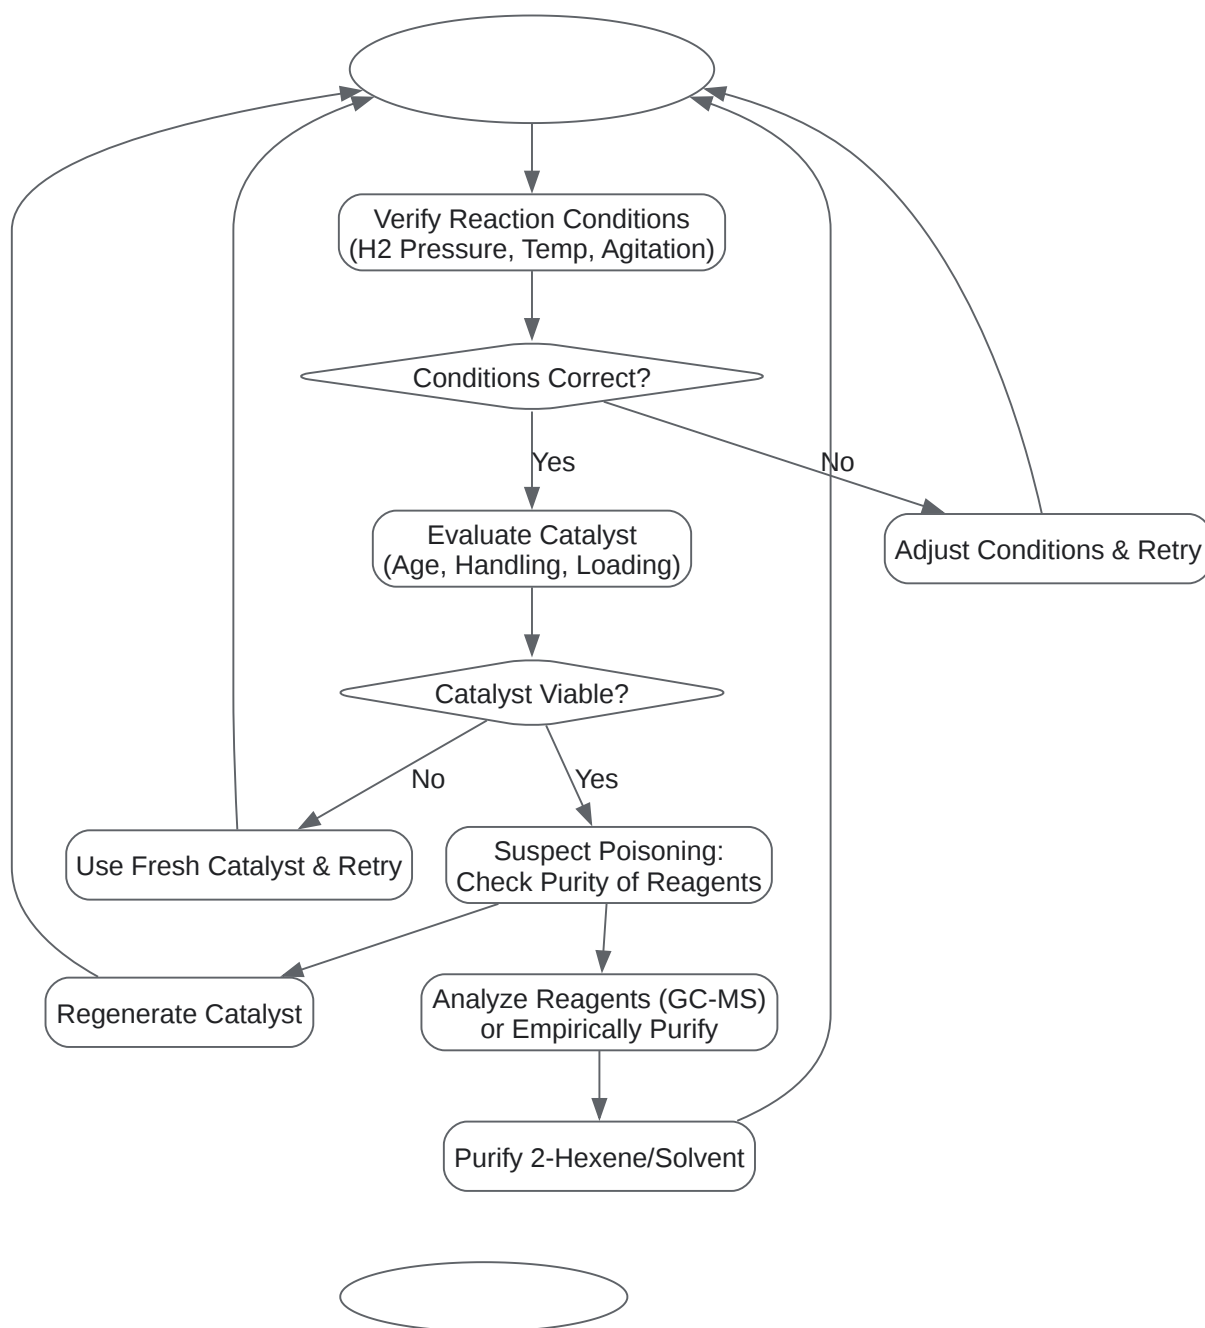 Verify Reaction Conditions
(H2 Pressure, Temp, Agitation)
Conditions Correct?
Yes
No
Evaluate Catalyst
(Age, Handling, Loading)
Adjust Conditions & Retry
Catalyst Viable?
No
Yes
Use Fresh Catalyst & Retry
Suspect Poisoning:
Check Purity of Reagents
Regenerate Catalyst
Analyze Reagents (GC-MS)
or Empirically Purify
Purify 2-Hexene/Solvent